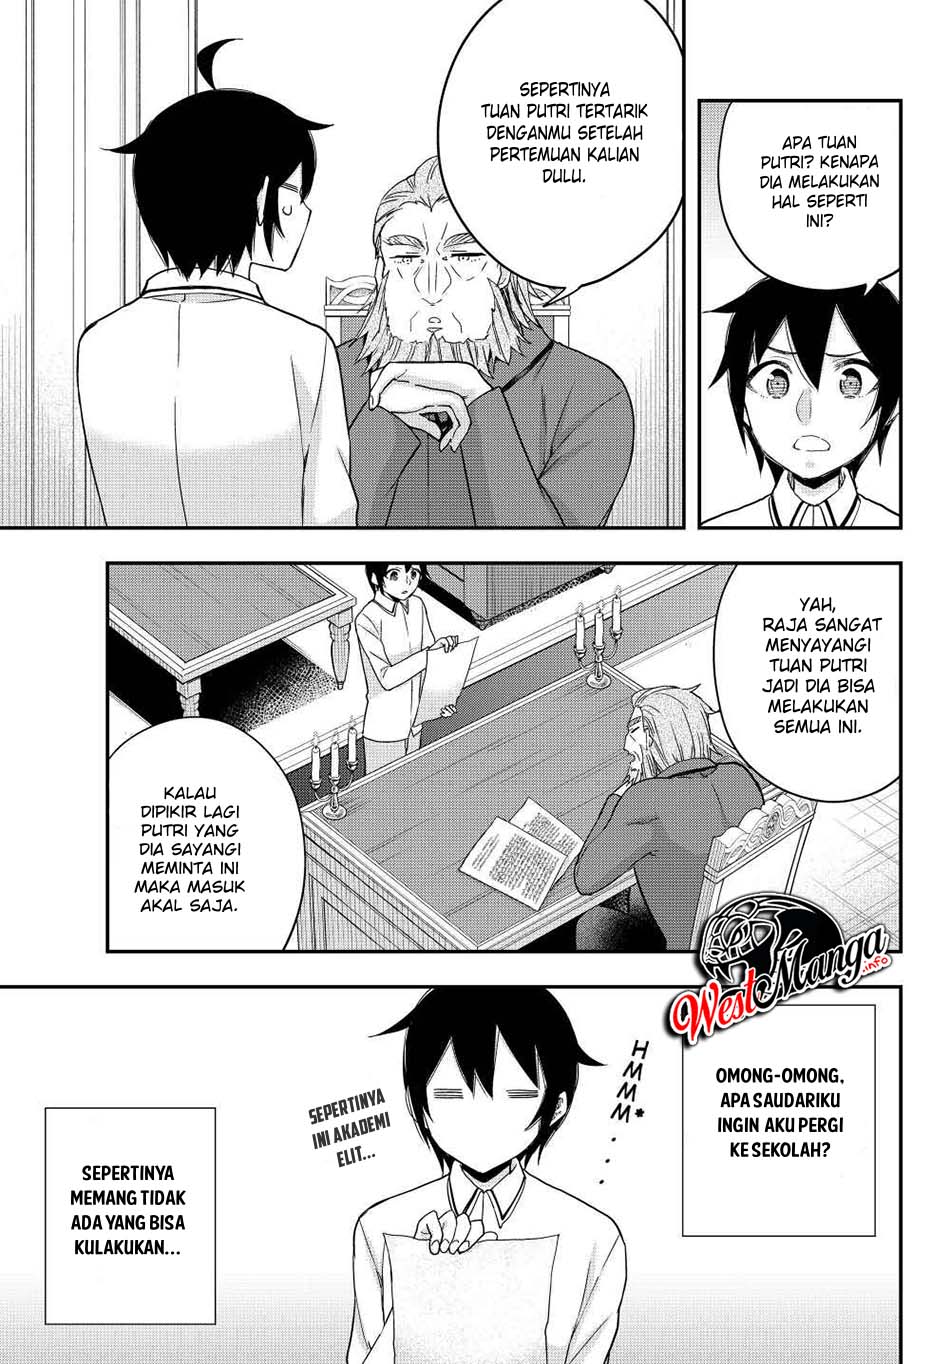 APA TUAN
PUTRI? KENAPA
DIA MELAKUKAN
HAL SEPERTI
INI?
SEPERTINYA
TUAN PUTRI TERTARIK
DENGANMU SETELAH
PERTEMUAN KALIAN
DULU.
YAH,
RAJA SANGAT
MENYAYANGI
TUAN PUTRI
JADI DIA BISA
MELAKUKAN
SEMUA INI.
KALAU
DIPIKIR LAGI
PUTRI YANG
DIA SAYANGI
MEMINTA INI
MAKA MASUK
AKAL SAJA.
WestManga
.info
OMONG-OMONG,
APA SAUDARIKU
INGIN AKU PERGI
KE SEKOLAH?
HMMM*......
SEPERTINYA
INI AKADEMI
ELIT...
SEPERTINYA
MEMANG TIDAK
ADA YANG BISA
KULAKUKAN...